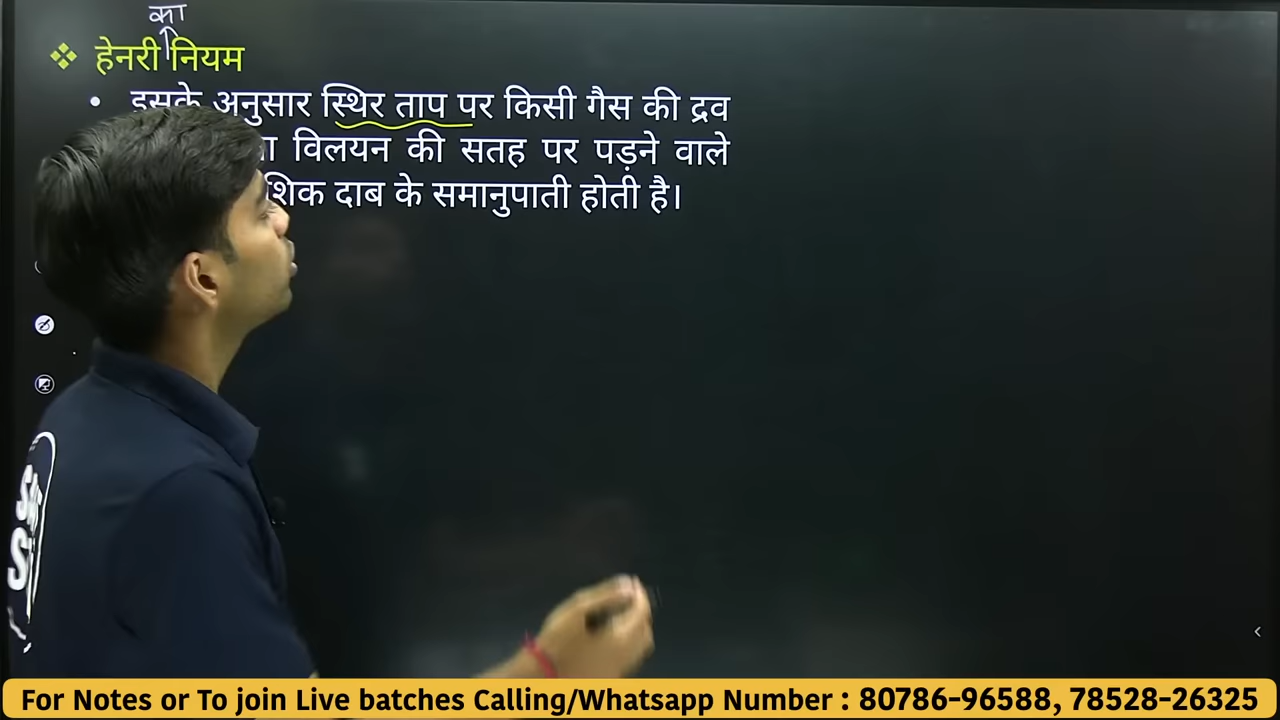 का
❖ हेनरी नियम
• इसके अनुसार स्थिर ताप पर किसी गैस की द्रव
विलयन की सतह पर पड़ने वाले
दाब के समानुपाती होती है।
For Notes or To join Live batches Calling/Whatsapp Number : 80786-96588, 78528-26325